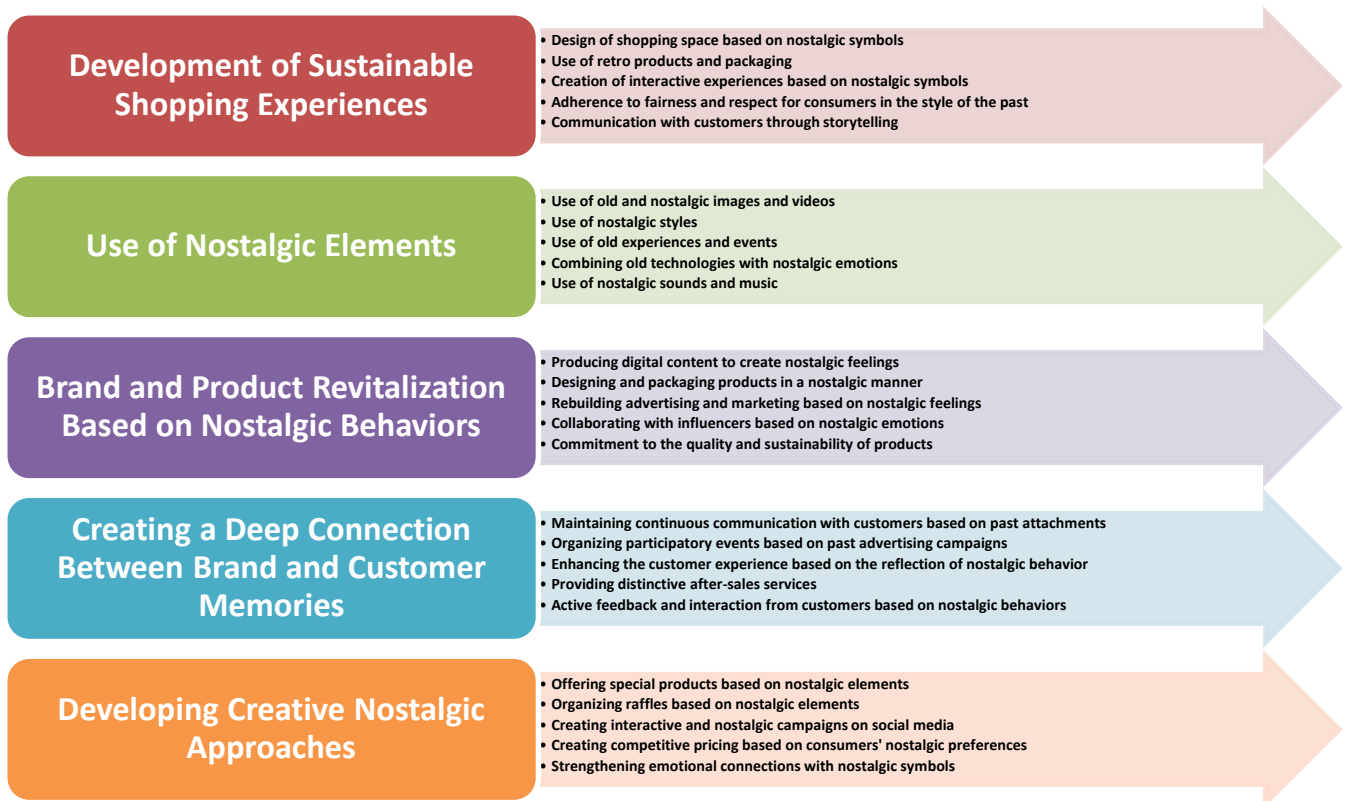 Development of Sustainable
Shopping Experiences
• Design of shopping space based on nostalgic symbols
• Use of retro products and packaging
• Creation of interactive experiences based on nostalgic symbols
• Adherence to fairness and respect for consumers in the style of the past
• Communication with customers through storytelling
Use of Nostalgic Elements
• Use of old and nostalgic images and videos
• Use of nostalgic styles
• Use of old experiences and events
• Combining old technologies with nostalgic emotions
• Use of nostalgic sounds and music
Brand and Product Revitalization
Based on Nostalgic Behaviors
• Producing digital content to create nostalgic feelings
• Designing and packaging products in a nostalgic manner
• Rebuilding advertising and marketing based on nostalgic feelings
• Collaborating with influencers based on nostalgic emotions
• Commitment to the quality and sustainability of products
Creating a Deep Connection
Between Brand and Customer
Memories
• Maintaining continuous communication with customers based on past attachments
• Organizing participatory events based on past advertising campaigns
• Enhancing the customer experience based on the reflection of nostalgic behavior
• Providing distinctive after-sales services
• Active feedback and interaction from customers based on nostalgic behaviors
Developing Creative Nostalgic
Approaches
• Offering special products based on nostalgic elements
• Organizing raffles based on nostalgic elements
• Creating interactive and nostalgic campaigns on social media
• Creating competitive pricing based on consumers' nostalgic preferences
• Strengthening emotional connections with nostalgic symbols